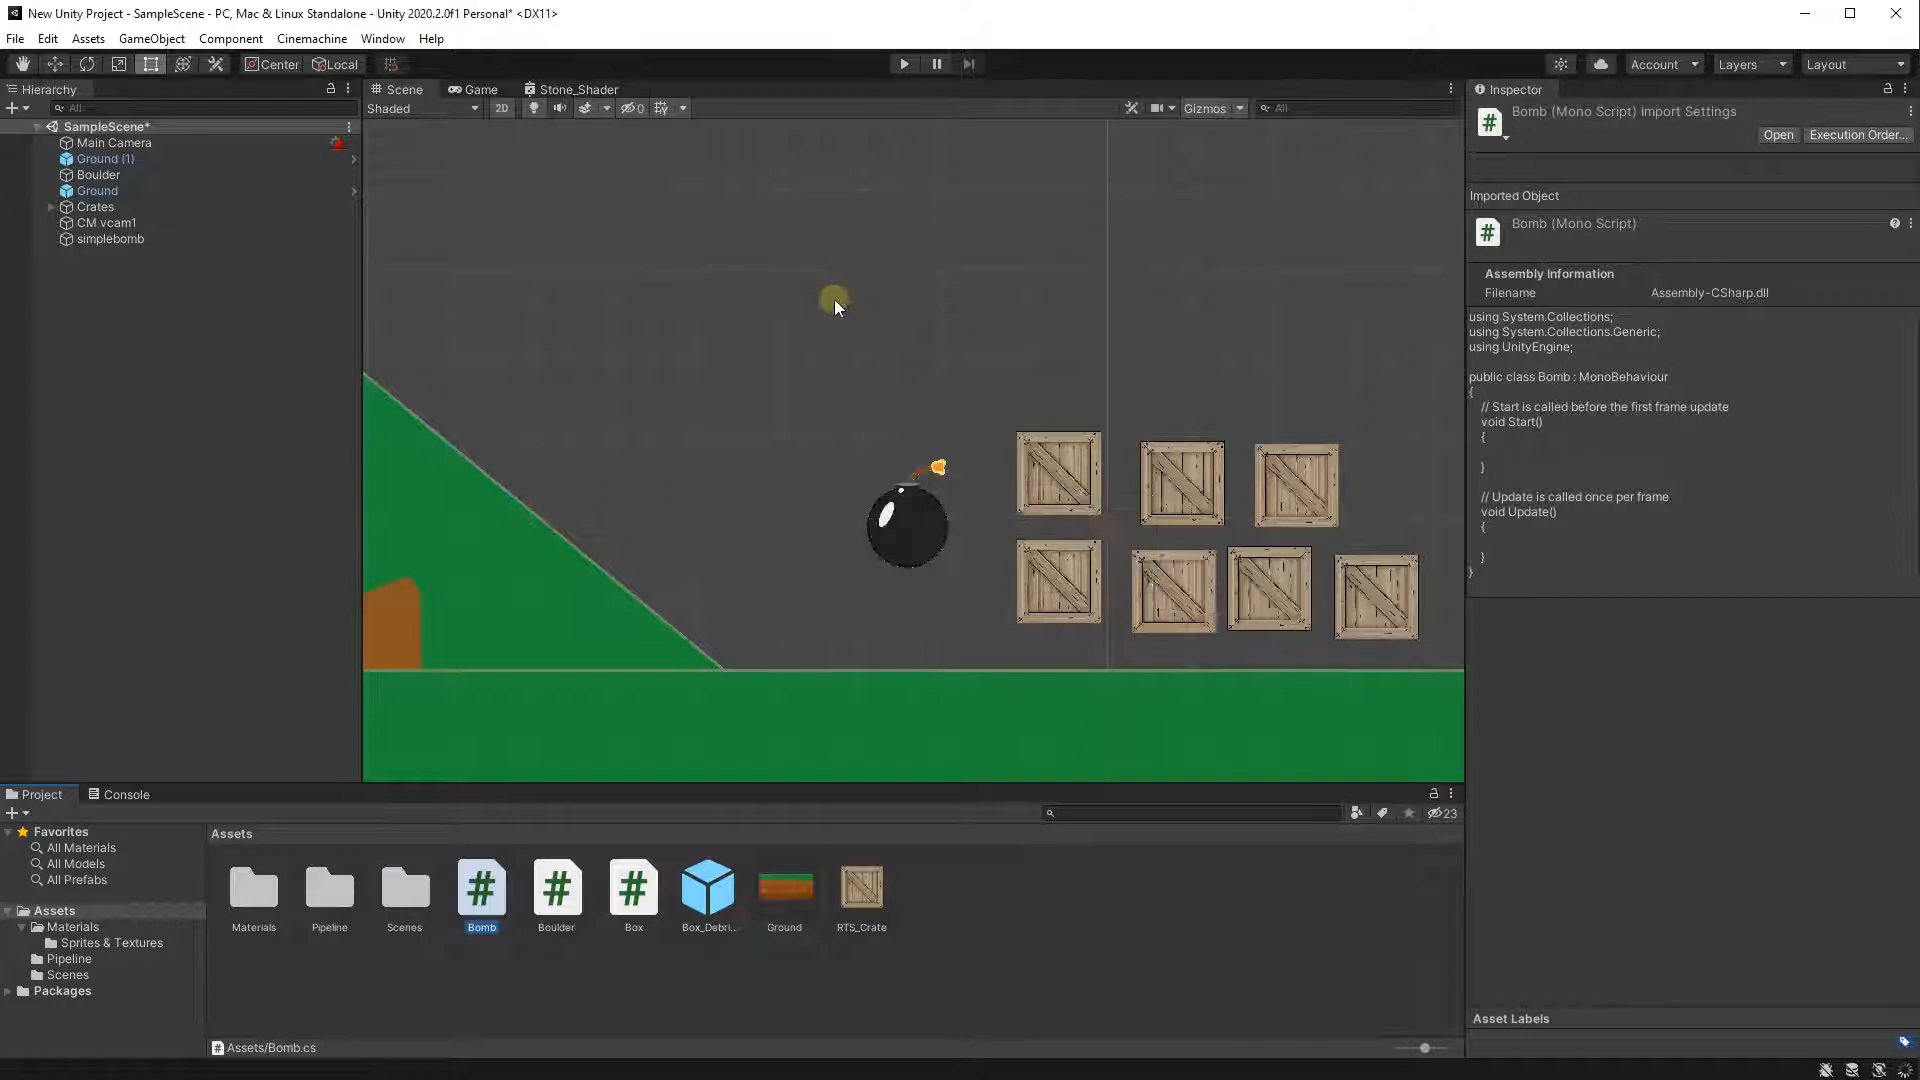 New Unity Project - SampleScene - PC, Mac & Linux Standalone - Unity 2020.2.0f1 Personal* <DX11>
File Edit Assets GameObject Component Cinemachine Window Help
Center Local Account Layers Layout
Hierarchy
All
SampleScene*
Main Camera
Ground (1)
Boulder
Ground
Crates
CM vcam1
simplebomb
Scene Game Stone_Shader
Shaded 2D 0 Gizmos All
Inspector
Bomb (Mono Script) Import Settings
Open Execution Order...
Imported Object
Bomb (Mono Script)
Assembly Information
Filename Assembly-CSharp.dll
using System.Collections;
using System.Collections.Generic;
using UnityEngine;
public class Bomb : MonoBehaviour
{
// Start is called before the first frame update
void Start()
{
}
// Update is called once per frame
void Update()
{
}
}
Project Console
23
Favorites
All Materials
All Models
All Prefabs
Assets
Materials
Sprites & Textures
Pipeline
Scenes
Packages
Assets
Materials Pipeline Scenes Bomb Boulder Box Box_Debri... Ground RTS_Crate
Assets/Bomb.cs
Asset Labels